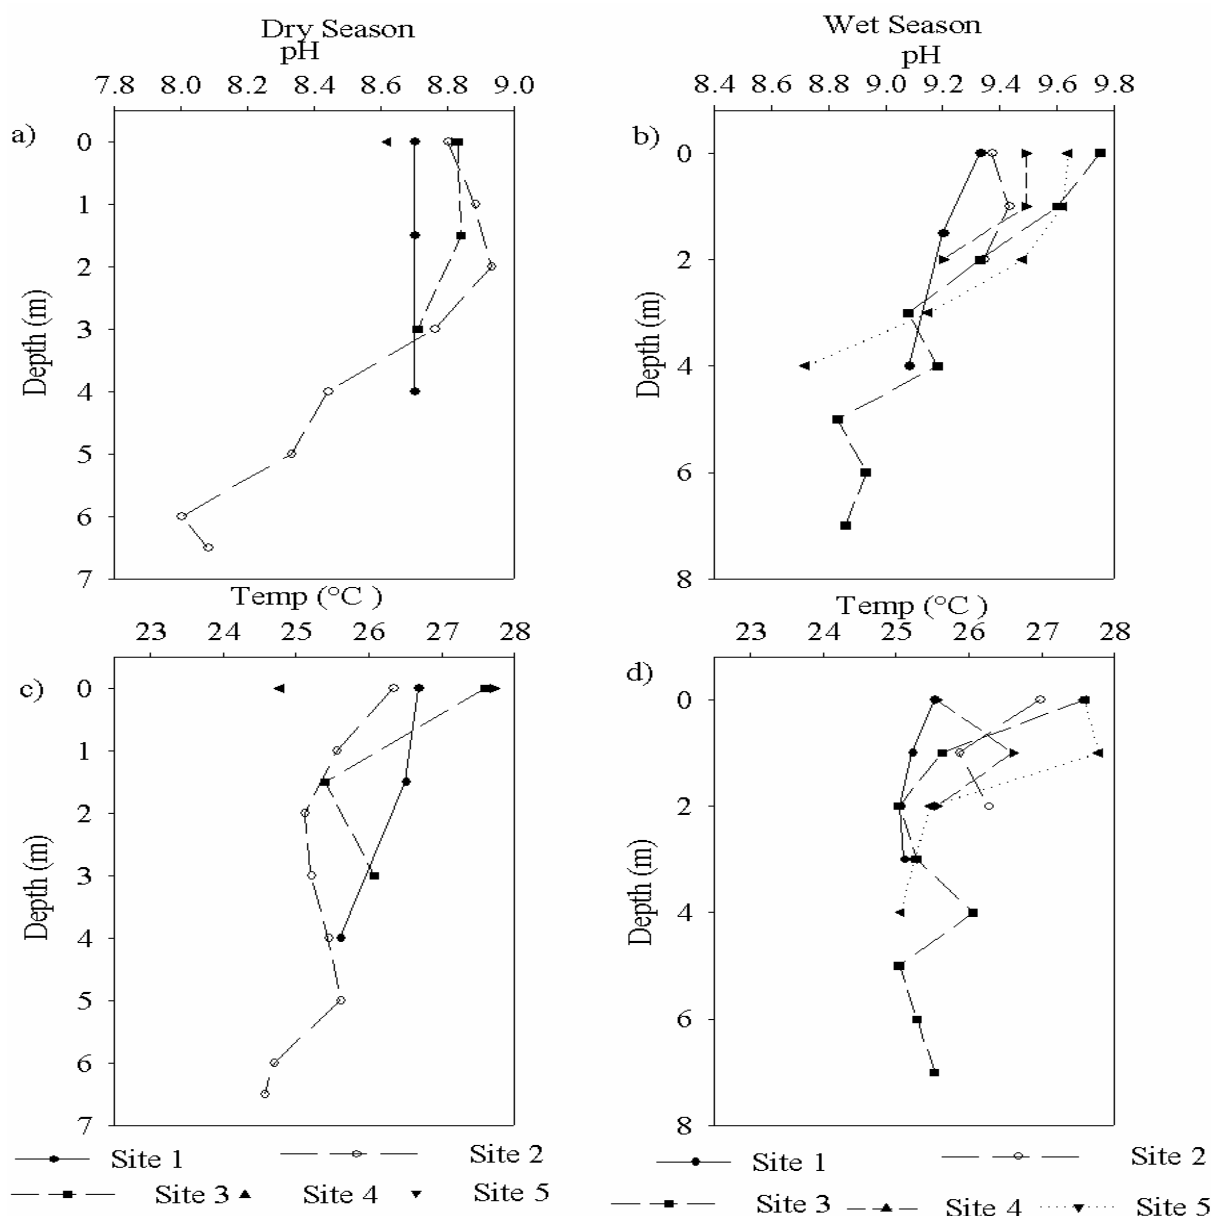 Dry Season
pH
7.8 8.0 8.2 8.4 8.6 8.8 9.0
a)
0
1
2
3
4
5
6
7
Depth (m)
Wet Season
pH
8.4 8.6 8.8 9.0 9.2 9.4 9.6 9.8
b)
0
2
4
6
8
Depth (m)
Temp (°C )
23 24 25 26 27 28
c)
0
1
2
3
4
5
6
7
Depth (m)
Temp (°C )
23 24 25 26 27 28
d)
0
2
4
6
8
Depth (m)
Site 1 Site 2
Site 3 Site 4 Site 5
Site 1 Site 2
Site 3 Site 4 Site 5